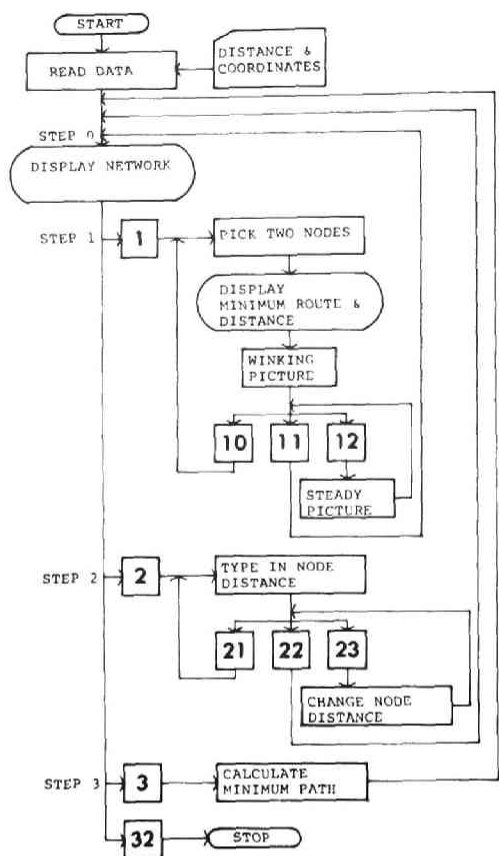 START
DISTANCE &
COORDINATES
READ DATA
STEP 0
DISPLAY NETWORK
STEP 1
1
PICK TWO NODES
DISPLAY
MINIMUM ROUTE &
DISTANCE
WINKING
PICTURE
10
11
12
STEADY
PICTURE
STEP 2
2
TYPE IN NODE
DISTANCE
21
22
23
CHANGE NODE
DISTANCE
STEP 3
3
CALCULATE
MINIMUM PATH
32
STOP